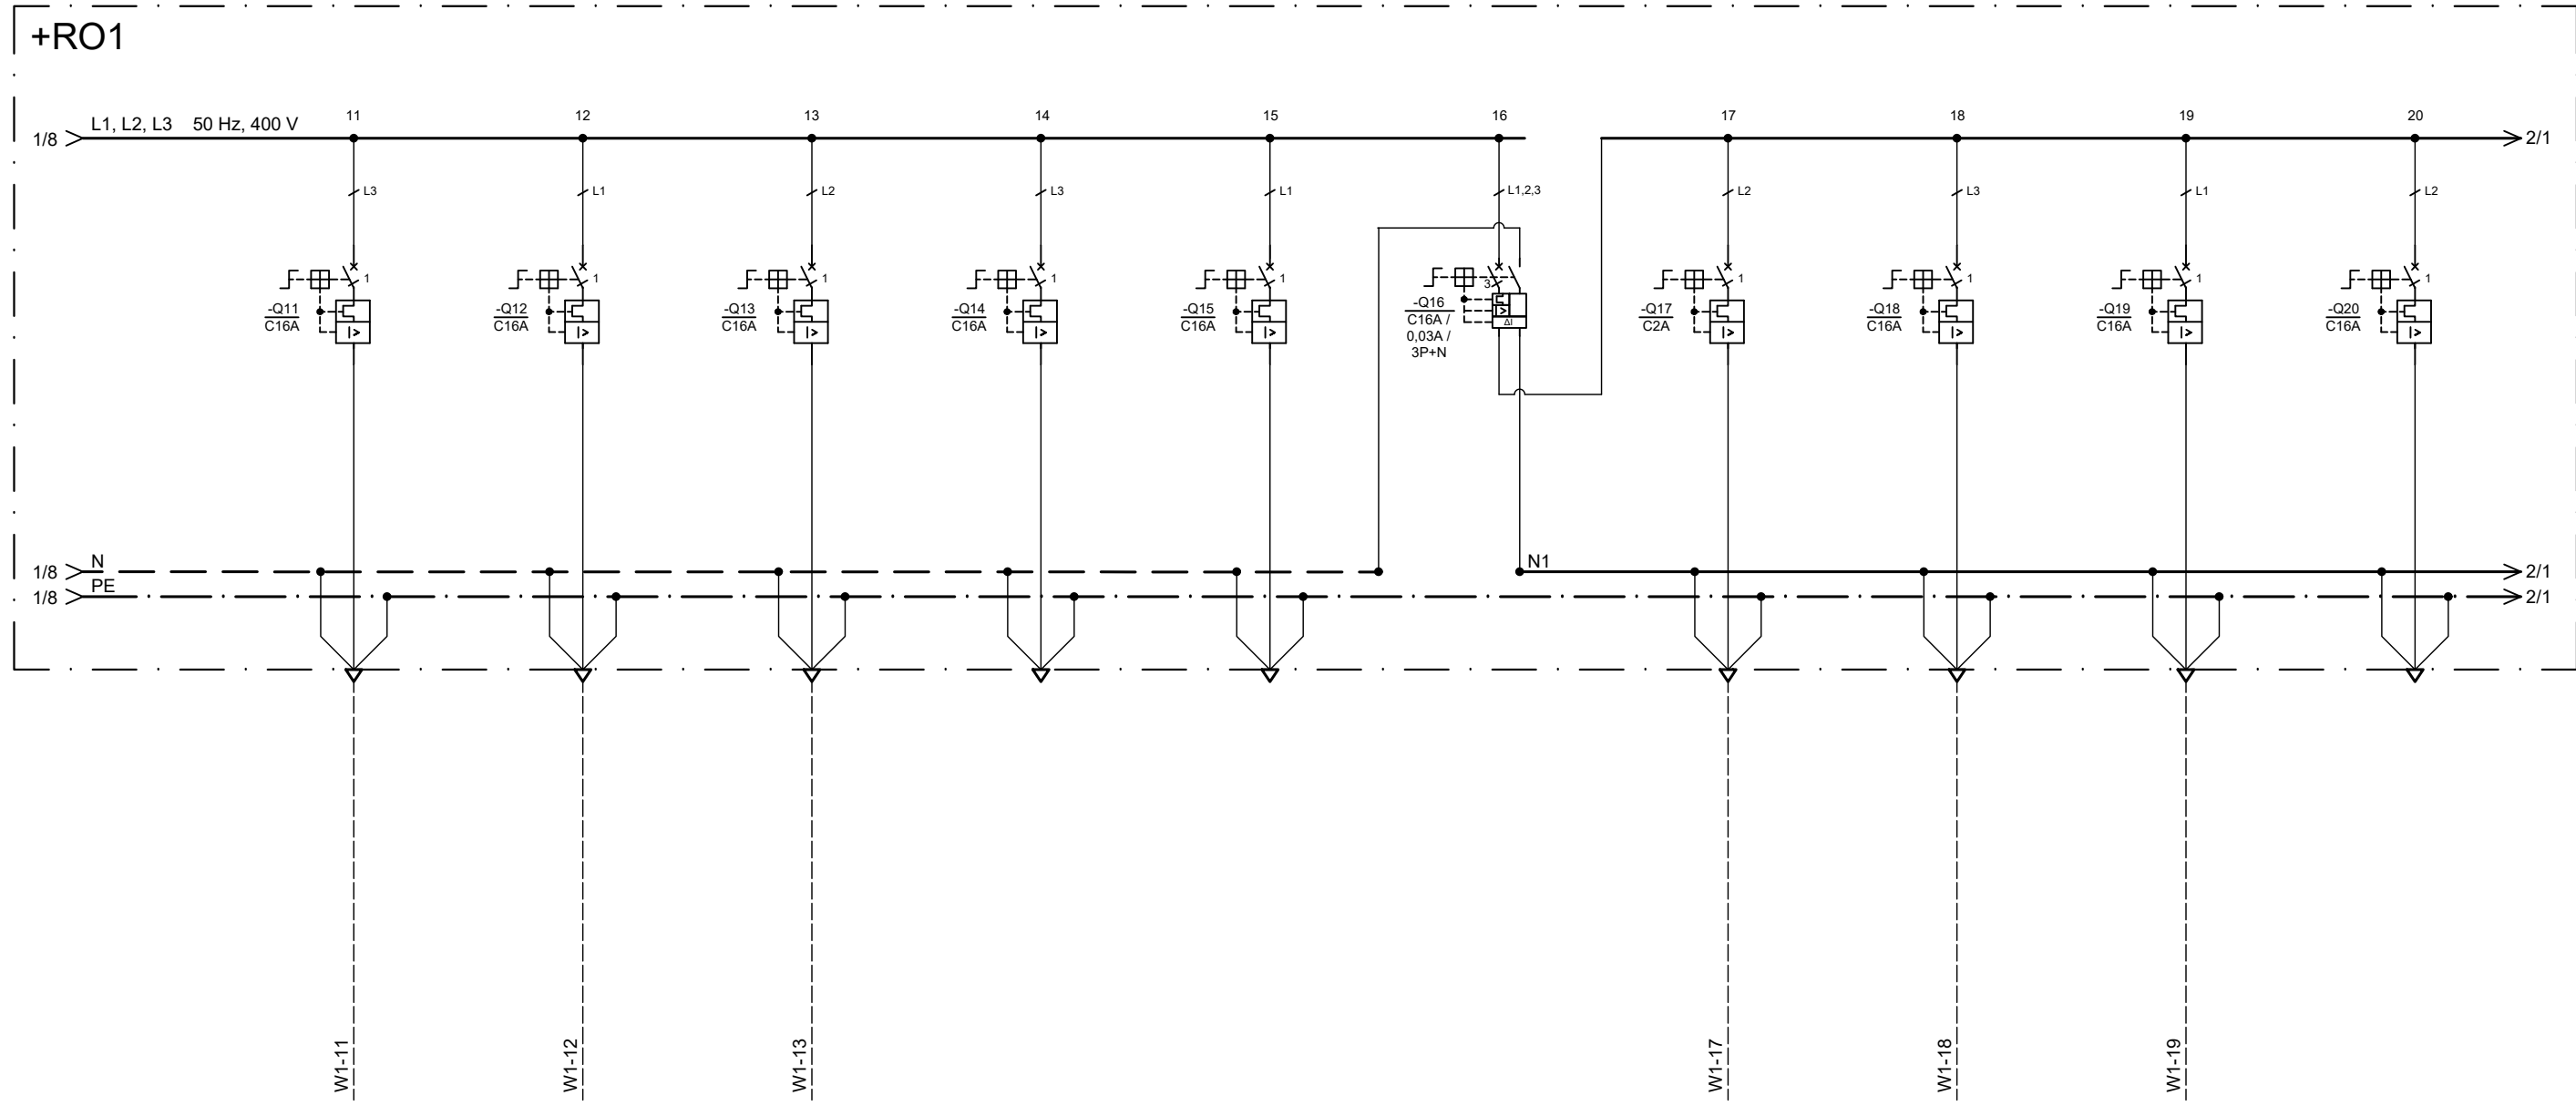 +RO1
11 12 13 14 15 16 17 18 19 20
1/8 L1, L2, L3 50 Hz, 400 V 2/1
L3 L1 L2 L3 L1 L1,2,3 L2 L3 L1 L2
1 1 1 1 1 3 1 1 1 1
-Q11 -Q12 -Q13 -Q14 -Q15 -Q16 -Q17 -Q18 -Q19 -Q20
C16A C16A C16A C16A C16A C16A / C2A C16A C16A C16A
0,03A /
3P+N
I> I> I> I> I> I> I> I> I> I>
ΔI
1/8 N N1 2/1
1/8 PE 2/1
W1-11 W1-12 W1-13 W1-17 W1-18 W1-19